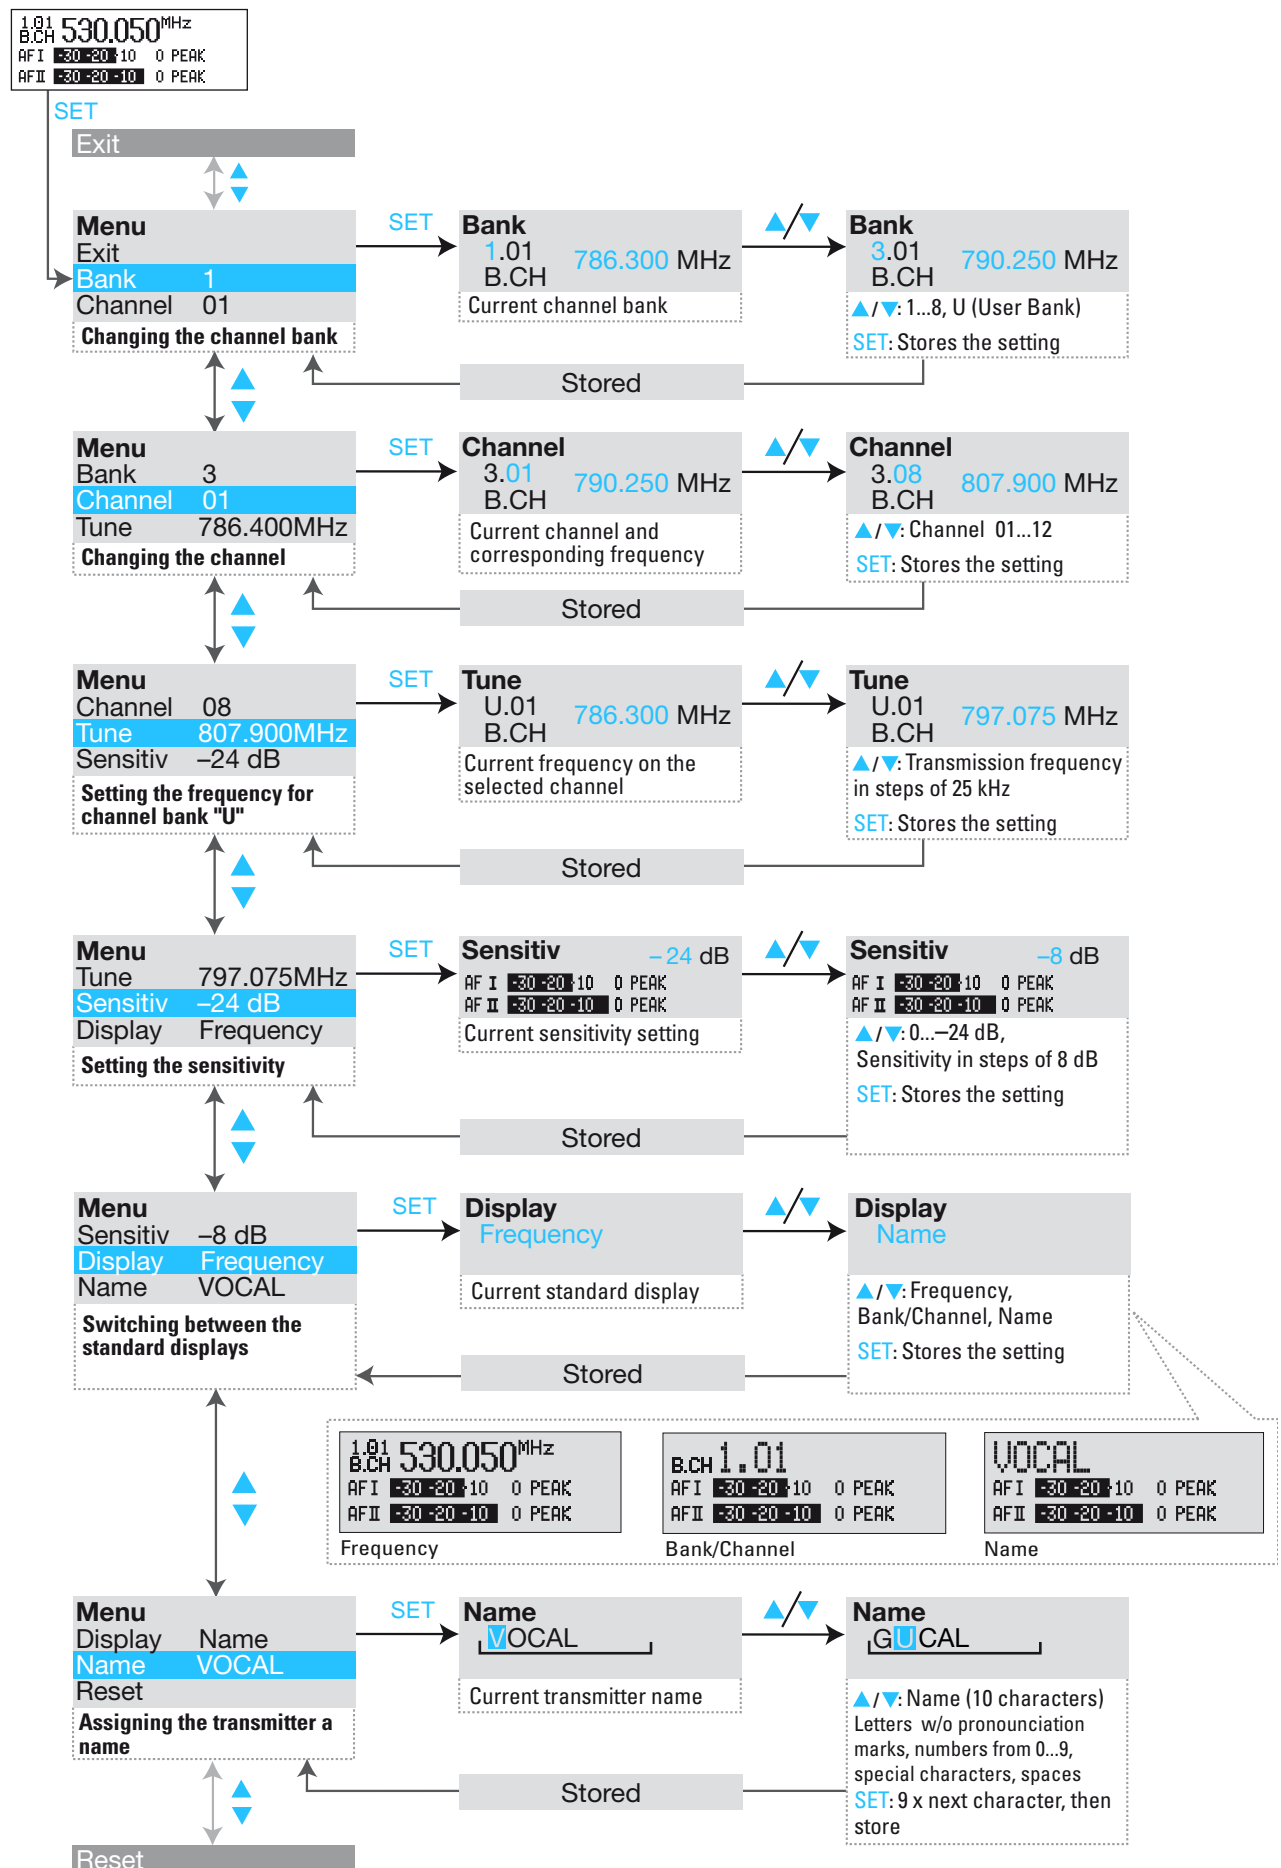 1.01 530.050 MHz
B.CH
AF I -30 -20 -10 0 PEAK
AF II -30 -20 -10 0 PEAK
SET
Exit
Menu
Exit
Bank 1
Channel 01
Changing the channel bank
SET
Bank
1.01 786.300 MHz
B.CH
Current channel bank
▲/▼
Bank
3.01 790.250 MHz
B.CH
▲/▼: 1...8, U (User Bank)
SET: Stores the setting
Stored
Menu
Bank 3
Channel 01
Tune 786.400MHz
Changing the channel
SET
Channel
3.01 790.250 MHz
B.CH
Current channel and
corresponding frequency
▲/▼
Channel
3.08 807.900 MHz
B.CH
▲/▼: Channel 01...12
SET: Stores the setting
Stored
Menu
Channel 08
Tune 807.900MHz
Sensitiv –24 dB
Setting the frequency for
channel bank "U"
SET
Tune
U.01 786.300 MHz
B.CH
Current frequency on the
selected channel
▲/▼
Tune
U.01 797.075 MHz
B.CH
▲/▼: Transmission frequency
in steps of 25 kHz
SET: Stores the setting
Stored
Menu
Tune 797.075MHz
Sensitiv –24 dB
Display Frequency
Setting the sensitivity
SET
Sensitiv –24 dB
AF I -30 -20 -10 0 PEAK
AF II -30 -20 -10 0 PEAK
Current sensitivity setting
▲/▼
Sensitiv –8 dB
AF I -30 -20 -10 0 PEAK
AF II -30 -20 -10 0 PEAK
▲/▼: 0...–24 dB,
Sensitivity in steps of 8 dB
SET: Stores the setting
Stored
Menu
Sensitiv –8 dB
Display Frequency
Name VOCAL
Switching between the
standard displays
SET
Display
Frequency
Current standard display
▲/▼
Display
Name
▲/▼: Frequency,
Bank/Channel, Name
SET: Stores the setting
Stored
1.01 530.050 MHz
B.CH
AF I -30 -20 -10 0 PEAK
AF II -30 -20 -10 0 PEAK
Frequency
B.CH 1.01
AF I -30 -20 -10 0 PEAK
AF II -30 -20 -10 0 PEAK
Bank/Channel
VOCAL
AF I -30 -20 -10 0 PEAK
AF II -30 -20 -10 0 PEAK
Name
Menu
Display Name
Name VOCAL
Reset
Assigning the transmitter a
name
SET
Name
VOCAL
Current transmitter name
▲/▼
Name
GUCAL
▲/▼: Name (10 characters)
Letters w/o pronounciation
marks, numbers from 0...9,
special characters, spaces
SET: 9 x next character, then
store
Stored
Reset